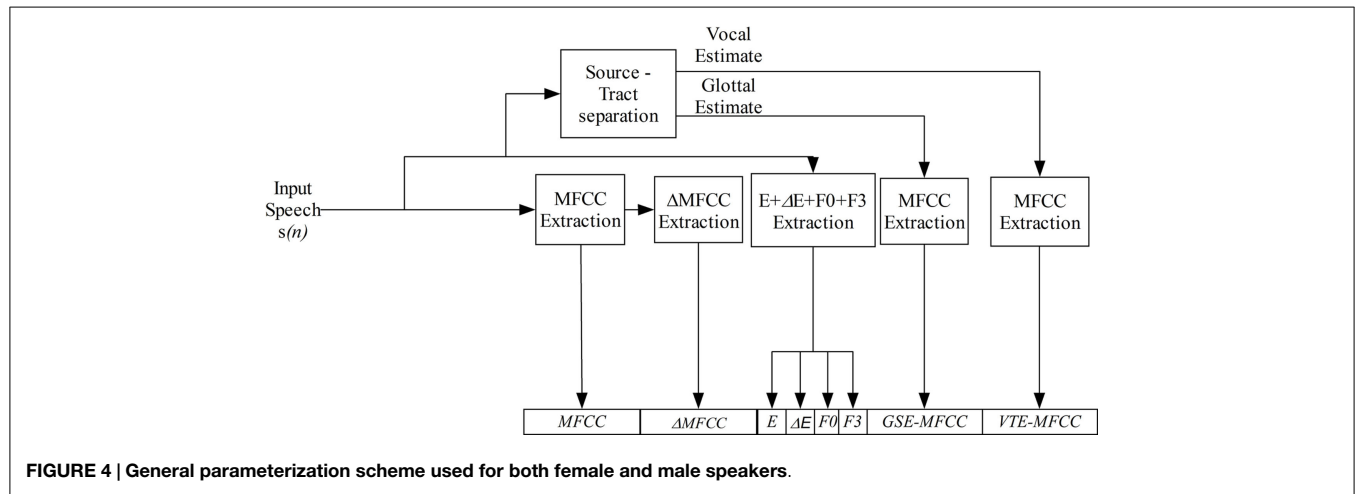 Vocal
Estimate
Source -
Tract
separation
Glottal
Estimate
Input
Speech
s(n)
MFCC
Extraction
ΔMFCC
Extraction
E+ΔE+F0+F3
Extraction
MFCC
Extraction
MFCC
Extraction
MFCC ΔMFCC E ΔE F0 F3 GSE-MFCC VTE-MFCC
FIGURE 4 | General parameterization scheme used for both female and male speakers.